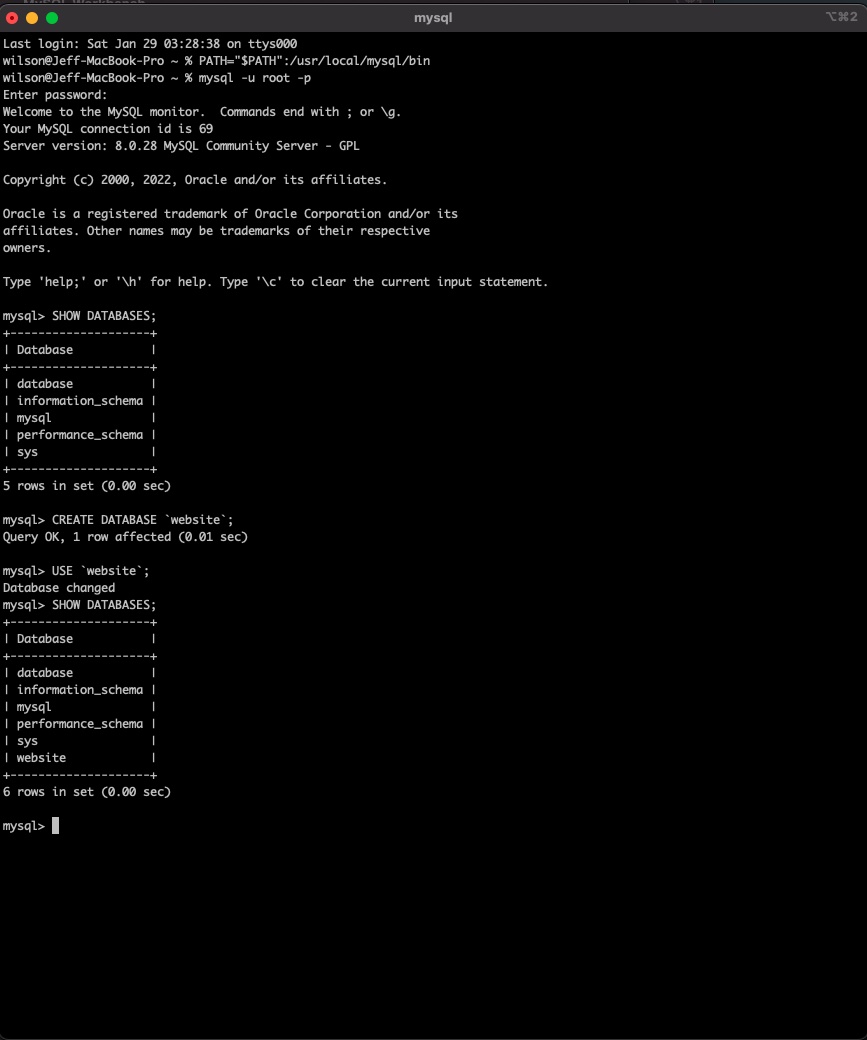 mysql
⌥⌘2
Last login: Sat Jan 29 03:28:38 on ttys000
wilson@Jeff-MacBook-Pro ~ % PATH="$PATH":/usr/local/mysql/bin
wilson@Jeff-MacBook-Pro ~ % mysql -u root -p
Enter password:
Welcome to the MySQL monitor.  Commands end with ; or \g.
Your MySQL connection id is 69
Server version: 8.0.28 MySQL Community Server - GPL

Copyright (c) 2000, 2022, Oracle and/or its affiliates.

Oracle is a registered trademark of Oracle Corporation and/or its
affiliates. Other names may be trademarks of their respective
owners.

Type 'help;' or '\h' for help. Type '\c' to clear the current input statement.

mysql> SHOW DATABASES;
+--------------------+
| Database           |
+--------------------+
| database           |
| information_schema |
| mysql              |
| performance_schema |
| sys                |
+--------------------+
5 rows in set (0.00 sec)

mysql> CREATE DATABASE `website`;
Query OK, 1 row affected (0.01 sec)

mysql> USE `website`;
Database changed
mysql> SHOW DATABASES;
+--------------------+
| Database           |
+--------------------+
| database           |
| information_schema |
| mysql              |
| performance_schema |
| sys                |
| website            |
+--------------------+
6 rows in set (0.00 sec)

mysql>